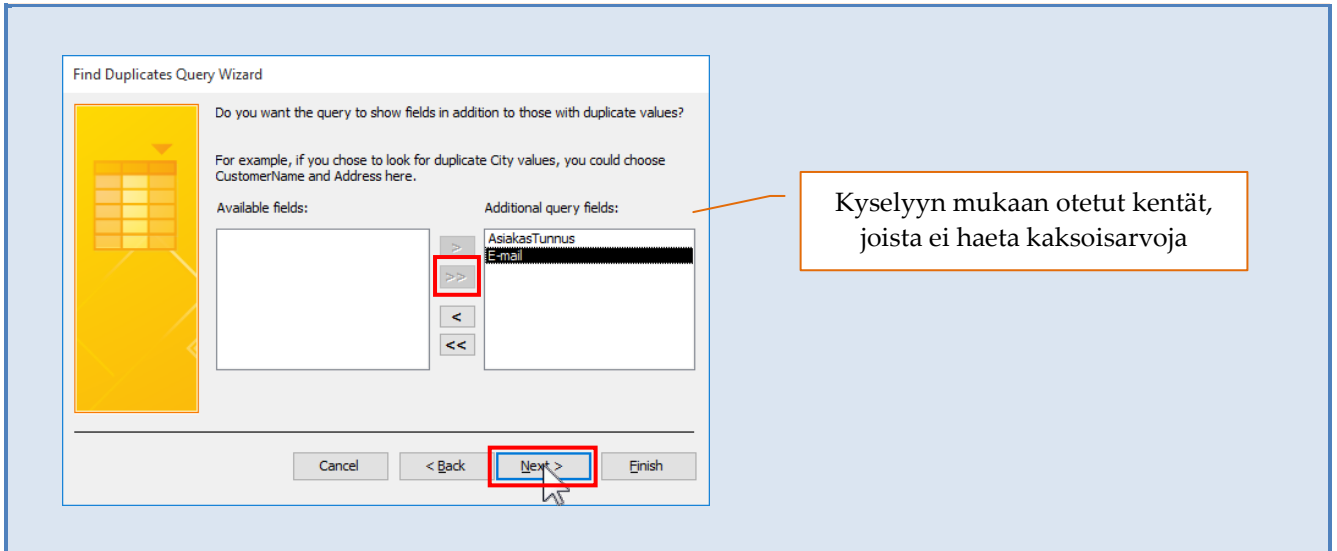 Find Duplicates Query Wizard
Do you want the query to show fields in addition to those with duplicate values?
For example, if you chose to look for duplicate City values, you could choose
CustomerName and Address here.
Available fields:
Additional query fields:
AsiakasTunnus
E-mail
>
>>
<
<<
Cancel
< Back
Next >
Finish
Kyselyyn mukaan otetut kentät,
joista ei haeta kaksoisarvoja